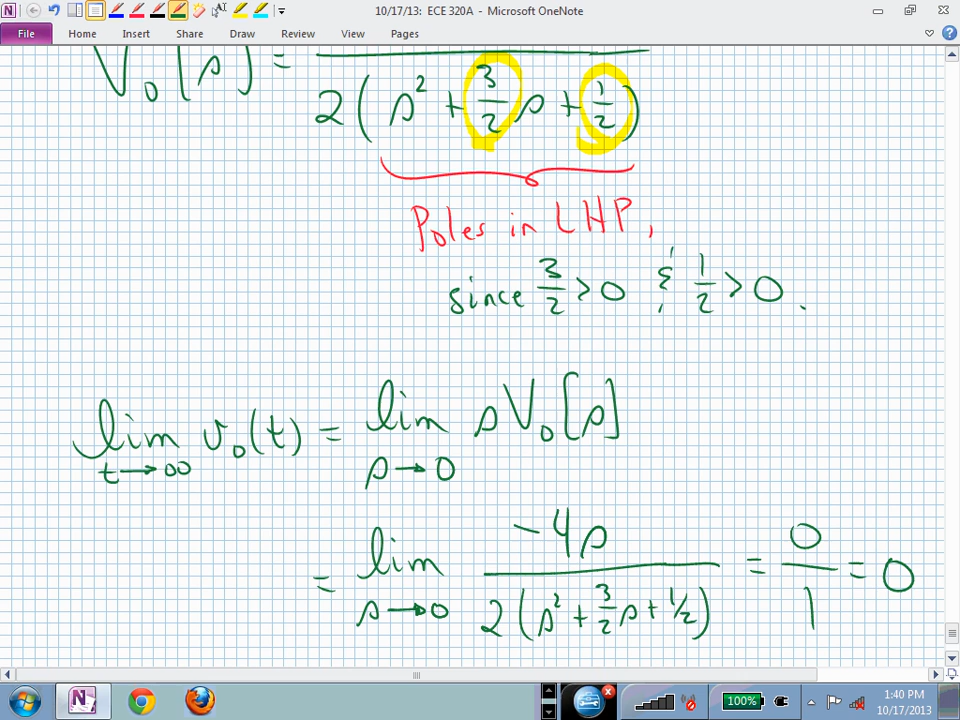 10/17/13: ECE 320A - Microsoft OneNote
File Home Insert Share Draw Review View Pages
V₀[s] =
2(s² + 3/2 s + 1/2)
Poles in LHP,
since 3/2 > 0 & 1/2 > 0.
lim t→∞ v₀(t) = lim s→0 sV₀[s]
= lim s→0 -4s / 2(s² + 3/2 s + 1/2) = 0/1 = 0
100%
1:40 PM
10/17/2013